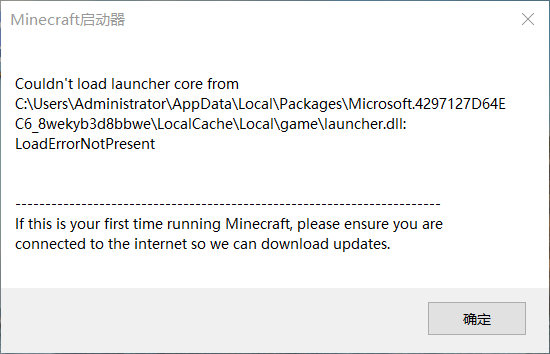 Minecraft启动器
Couldn't load launcher core from
C:\Users\Administrator\AppData\Local\Packages\Microsoft.4297127D64E
C6_8wekyb3d8bbwe\LocalCache\Local\game\launcher.dll:
LoadErrorNotPresent
-----------------------------------------------------------------------
If this is your first time running Minecraft, please ensure you are
connected to the internet so we can download updates.
确定